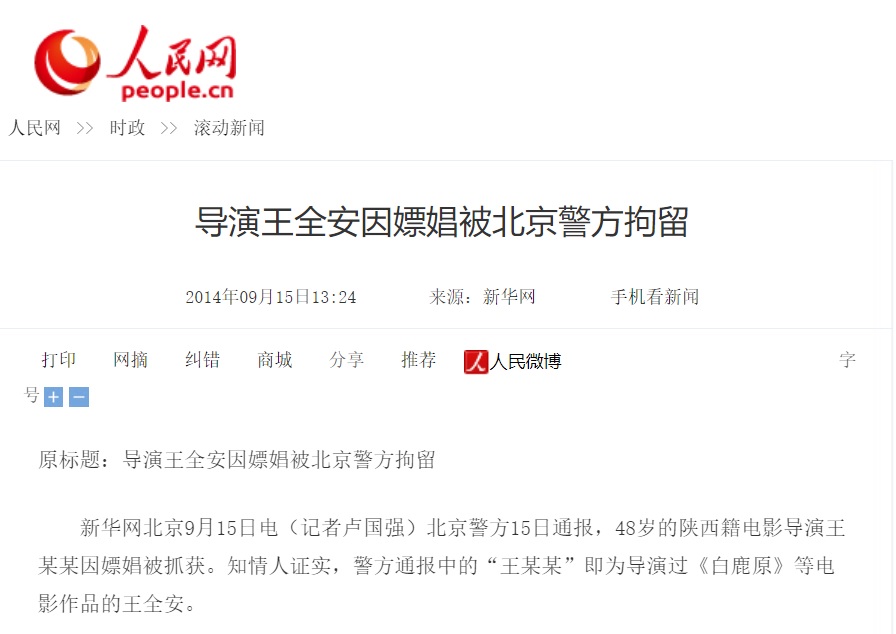 人民网
people.cn
人民网 >> 时政 >> 滚动新闻
导演王全安因嫖娼被北京警方拘留
2014年09月15日13:24 来源：新华网 手机看新闻
打印 网摘 纠错 商城 分享 推荐 人 人民微博 字
号 + −
原标题：导演王全安因嫖娼被北京警方拘留
新华网北京9月15日电（记者卢国强）北京警方15日通报，48岁的陕西籍电影导演王
某某因嫖娼被抓获。知情人证实，警方通报中的“王某某”即为导演过《白鹿原》等电
影作品的王全安。